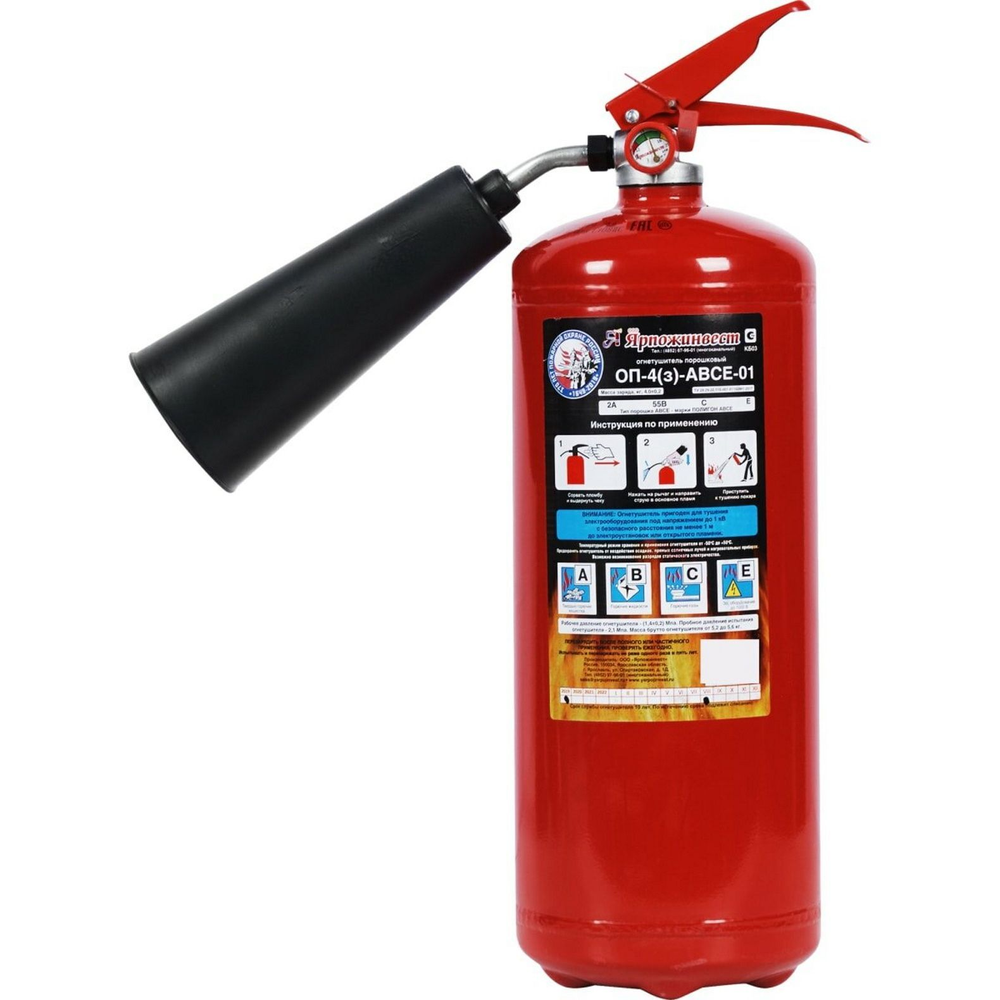 ЕАС
170 ЛЕТ ПОЖАРНОЙ ОХРАНЕ РОССИИ
•1649-2019•
ООО
Ярпожинвест
Тел.: (4852) 67-96-01 (многоканальный)
КБ03
огнетушитель порошковый
ОП-4(з)-АВСЕ-01
Масса заряда, кг, 4.0±0,2
2А 55В С Е
Тип порошка АВСЕ - марки ПОЛИГОН АВСЕ
Инструкция по применению
1
Сорвать пломбу
и выдернуть чеку
2
Нажать на рычаг и направить
струю в основное пламя
3
Приступить
к тушению пожара
ВНИМАНИЕ: Огнетушитель пригоден для тушения
электрооборудования под напряжением до 1 кВ
с безопасного расстояния не менее 1 м
до электроустановок или открытого пламени.
Температурный режим хранения и применения огнетушителя от -50°С до +50°С.
Предохранять огнетушитель от воздействия осадков, прямых солнечных лучей и нагревательных приборов.
Возможно возникновение разрядов статического электричества.
A
Твердые горючие
вещества
B
Горючие жидкости
C
Горючие газы
E
Эл. оборудование
до 1000 В
Рабочее давление огнетушителя - (1,4±0,2) Мпа. Пробное давление испытания
огнетушителя - 2,1 Мпа. Масса брутто огнетушителя от 5,2 до 5,6 кг.
ПЕРЕЗАРЯДИТЬ ПОСЛЕ ПОЛНОГО ИЛИ ЧАСТИЧНОГО
ПРИМЕНЕНИЯ. ПРОВЕРЯТЬ ЕЖЕГОДНО.
Испытывать и перезаряжать не реже одного раза в пять лет.
Производитель: ООО «Ярпожинвест»
Россия, 150034, Ярославская область,
г. Ярославль, ул. Спартаковская, д. 1Д
Тел. (4852) 67-96-01 (многоканальный)
2019 2020 2021 2022 I II III IV V VI VII VIII IX X XI XII
Срок службы огнетушителя 10 лет. По истечению срока подлежит списанию!